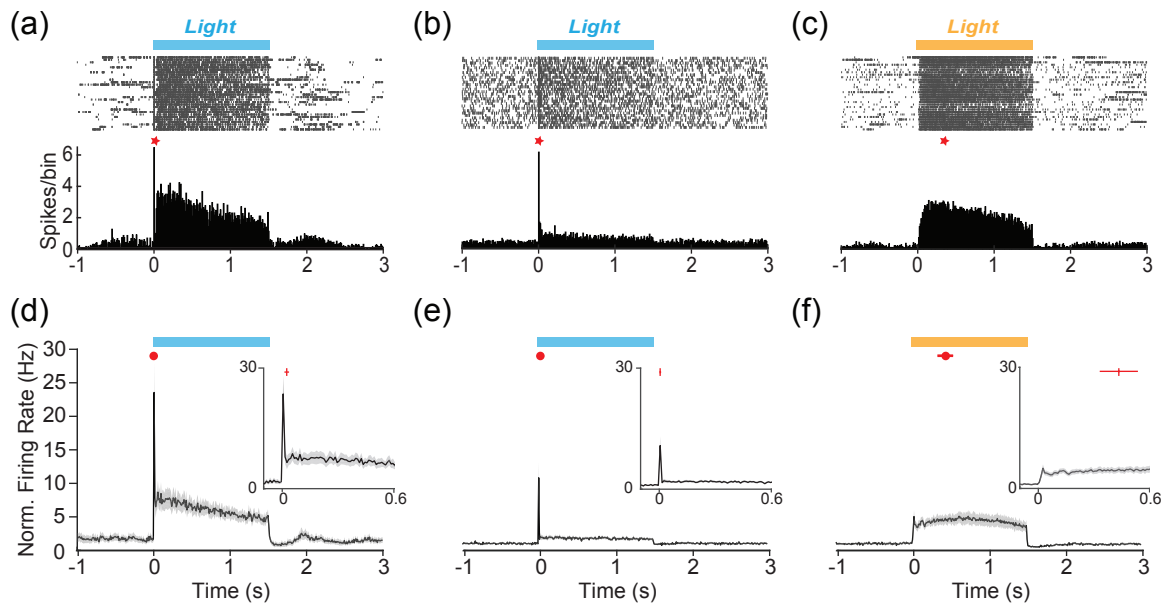 (a) (b) (c)
Light Light Light
Spikes/bin
6
4
2
0
-1 0 1 2 3
-1 0 1 2 3
-1 0 1 2 3
(d) (e) (f)
Norm. Firing Rate (Hz)
30
25
20
15
10
5
0
30
0
0 0.6
30
0
0 0.6
30
0
0 0.6
-1 0 1 2 3
-1 0 1 2 3
-1 0 1 2 3
Time (s) Time (s) Time (s)